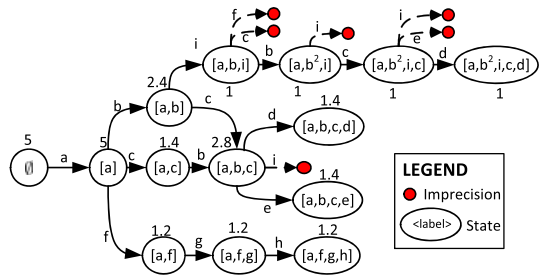 f
i
i
c
e
i
b
c
d
[a,b,i]
[a,b²,i]
[a,b²,i,c]
[a,b²,i,c,d]
2.4
1
1
1
1
b
[a,b]
c
1.4
d
[a,b,c,d]
5
5
1.4
2.8
∅
a
[a]
c
[a,c]
b
[a,b,c]
i
1.4
e
[a,b,c,e]
f
1.2
1.2
1.2
[a,f]
g
[a,f,g]
h
[a,f,g,h]
LEGEND
Imprecision
<label> State